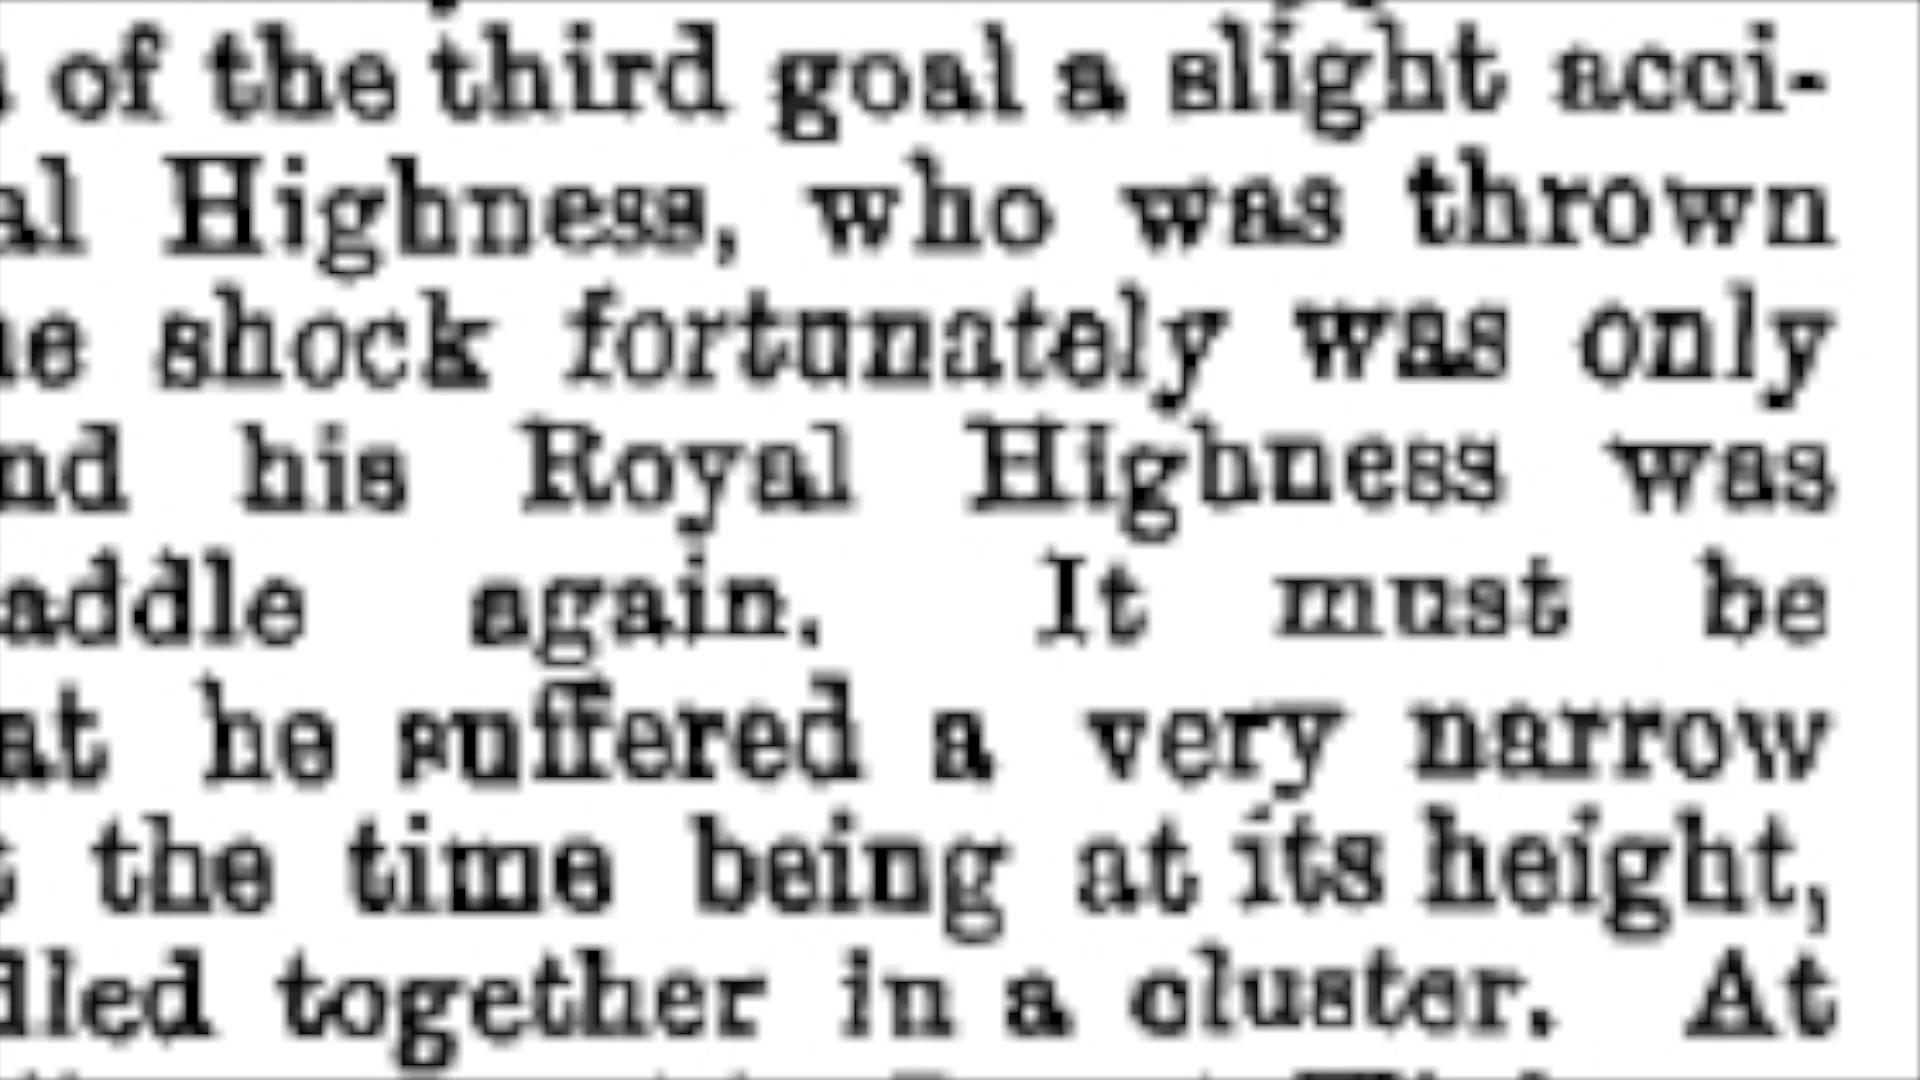 of the third goal a slight acci-
al Highness, who was thrown
e shock fortunately was only
nd his Royal Highness was
addle again. It must be
at he suffered a very narrow
the time being at its height,
lled together in a cluster. At